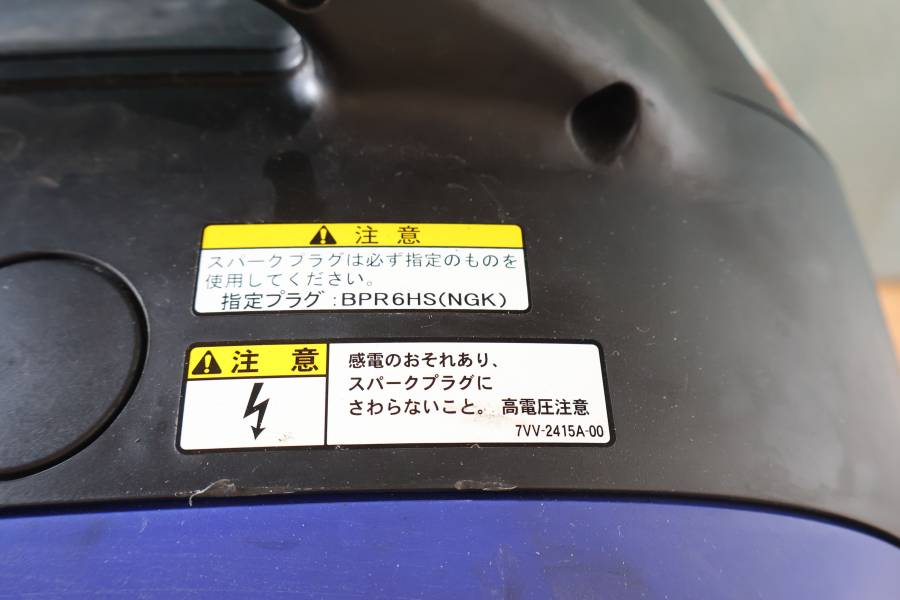 ⚠ 注意
スパークプラグは必ず指定のものを
使用してください。
指定プラグ:BPR6HS(NGK)
⚠ 注意
感電のおそれあり、
スパークプラグに
さわらないこと。高電圧注意
7VV-2415A-00